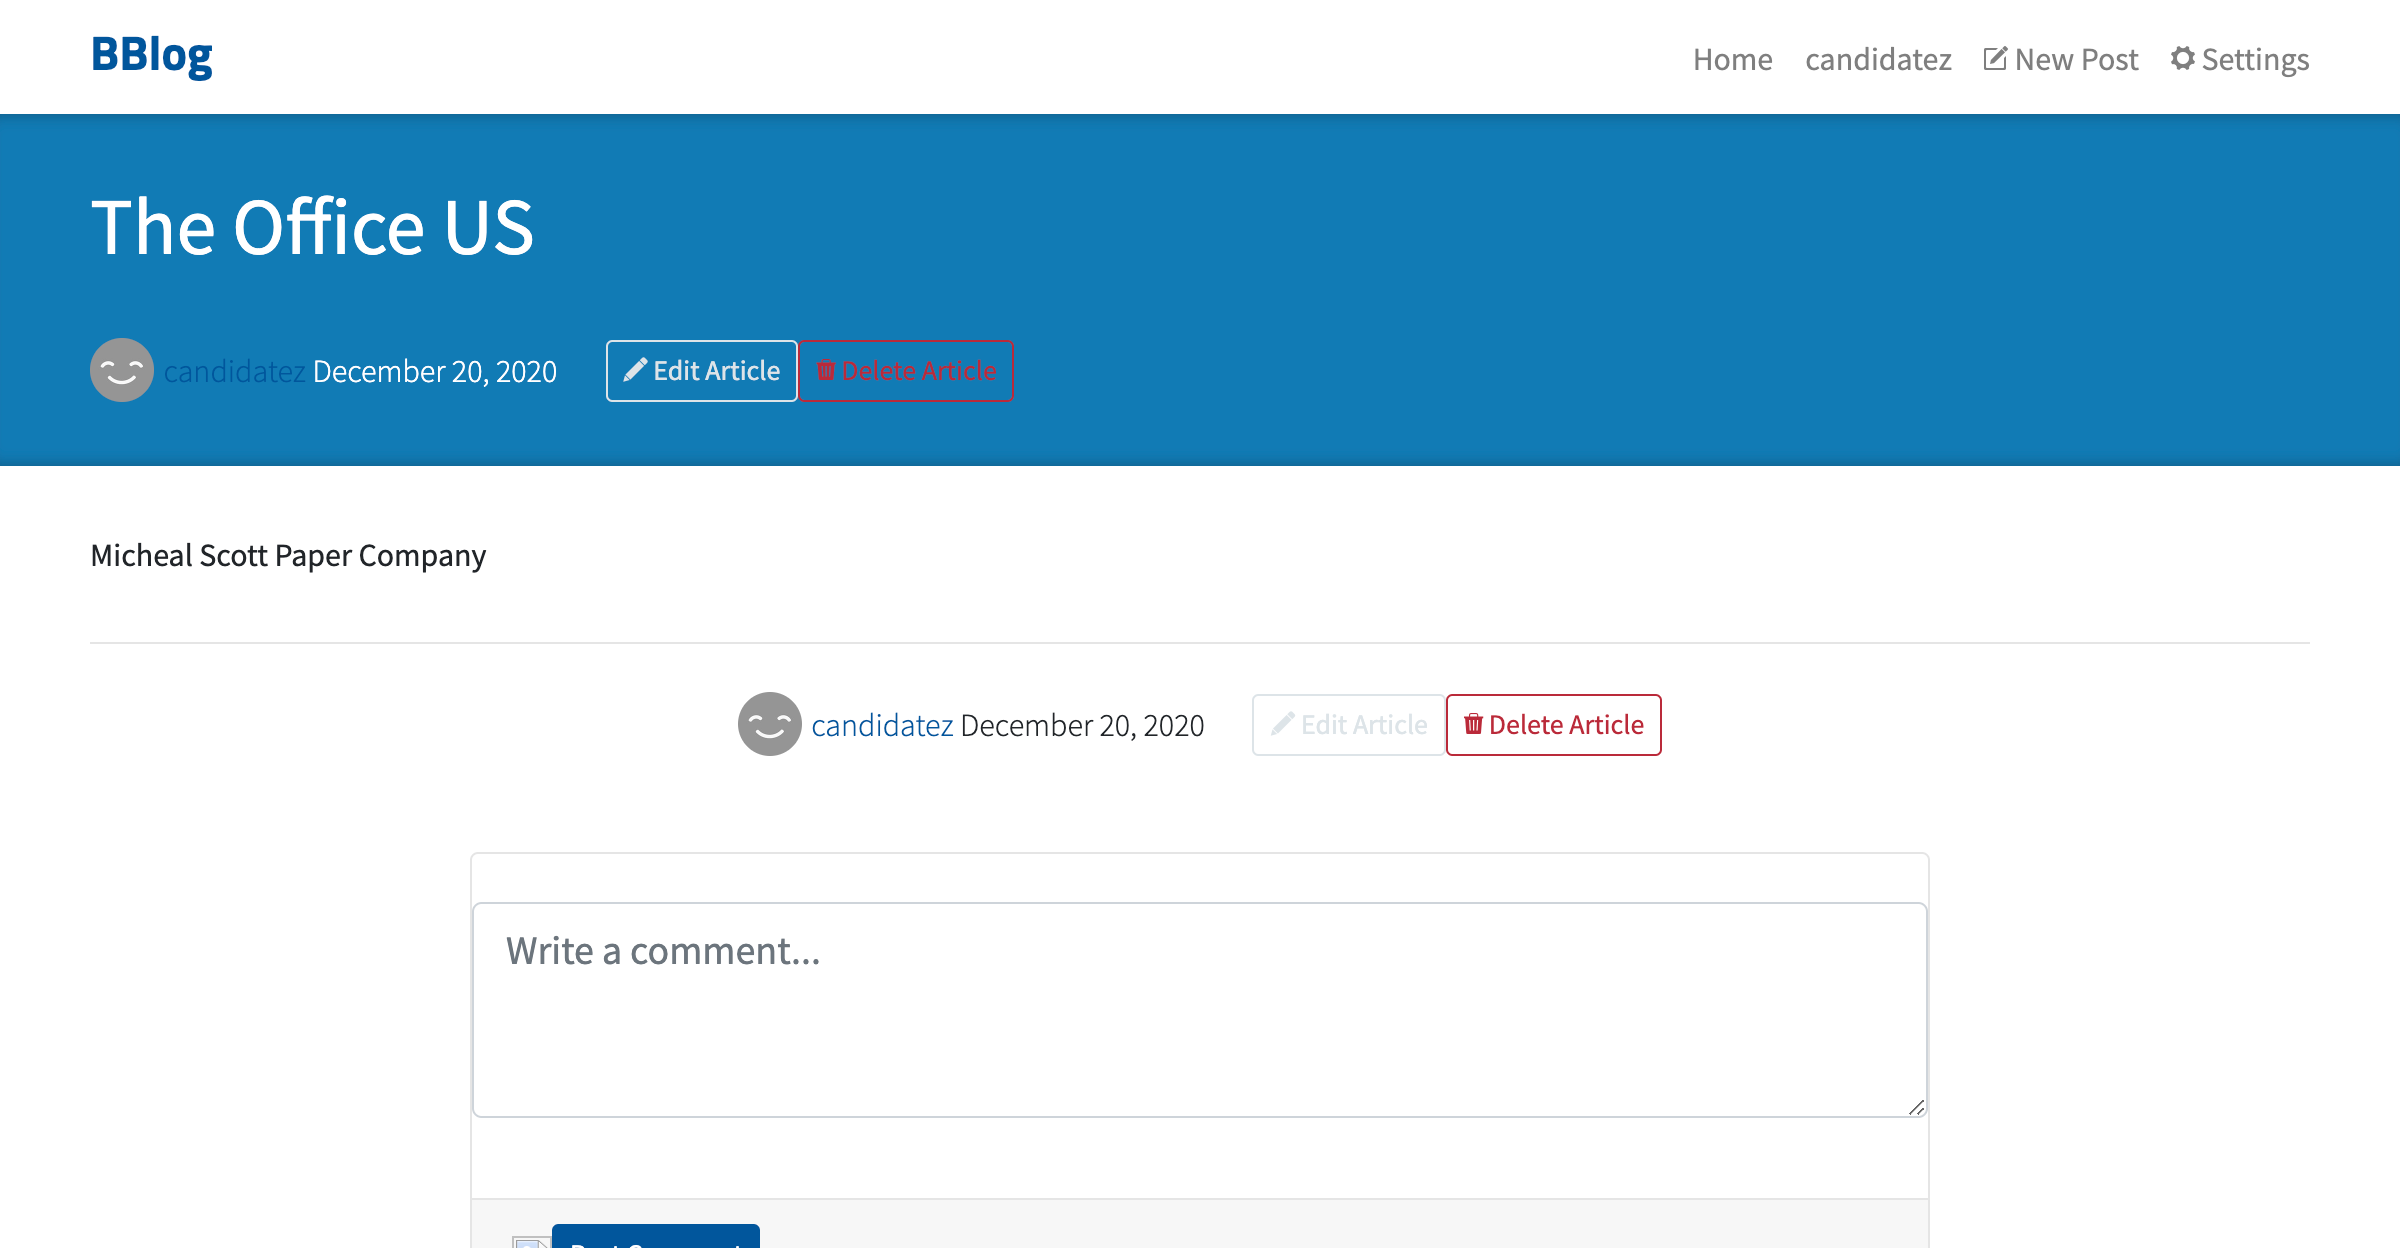 BBlog
Home candidatez New Post Settings
The Office US
candidatez December 20, 2020 Edit Article Delete Article
Micheal Scott Paper Company
candidatez December 20, 2020 Edit Article Delete Article
Write a comment...